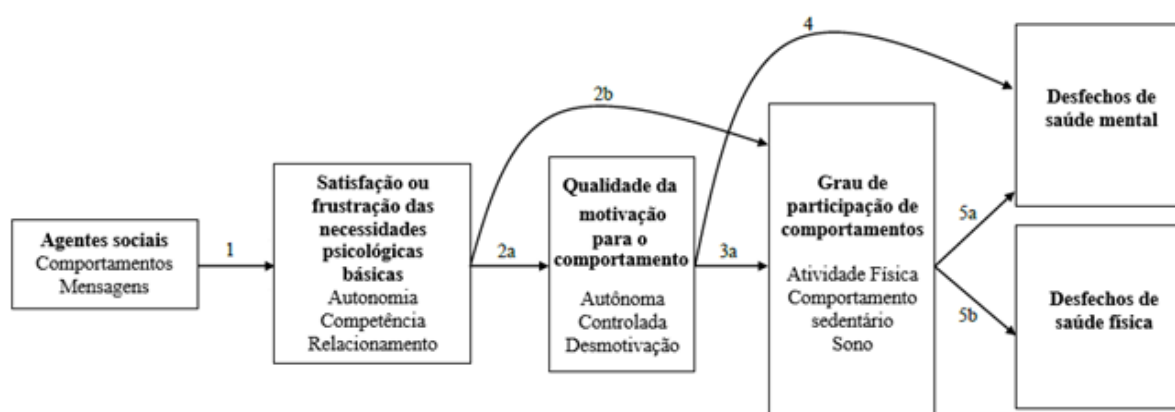 Agentes sociais
Comportamentos
Mensagens
1
Satisfação ou
frustração das
necessidades
psicológicas
básicas
Autonomia
Competência
Relacionamento
2a
2b
Qualidade da
motivação
para o
comportamento
Autônoma
Controlada
Desmotivação
3a
4
Grau de
participação de
comportamentos
Atividade Física
Comportamento
sedentário
Sono
5a
5b
Desfechos de
saúde mental
Desfechos de
saúde física